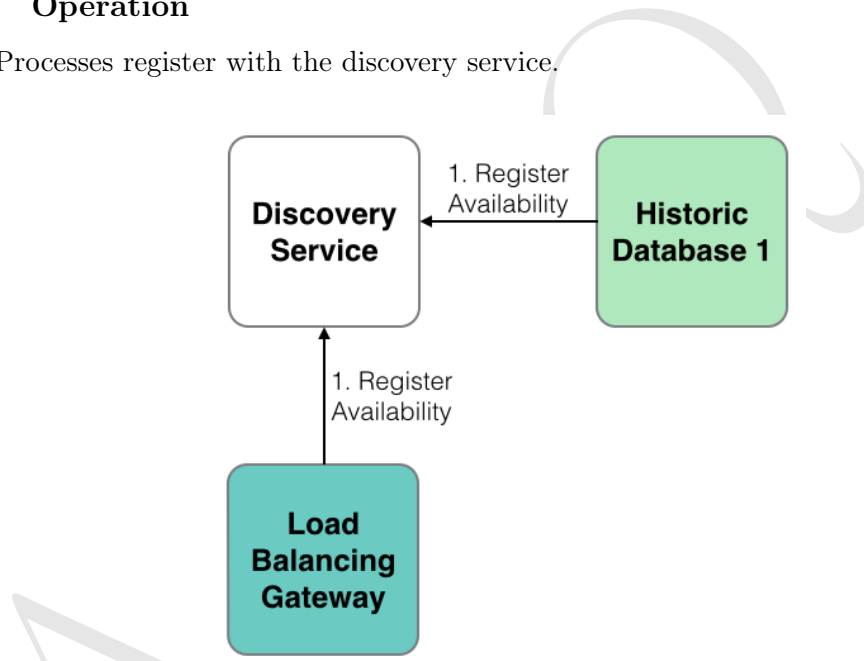 Operation
Processes register with the discovery service.
1. Register
Availability
Discovery
Service
Historic
Database 1
1. Register
Availability
Load
Balancing
Gateway